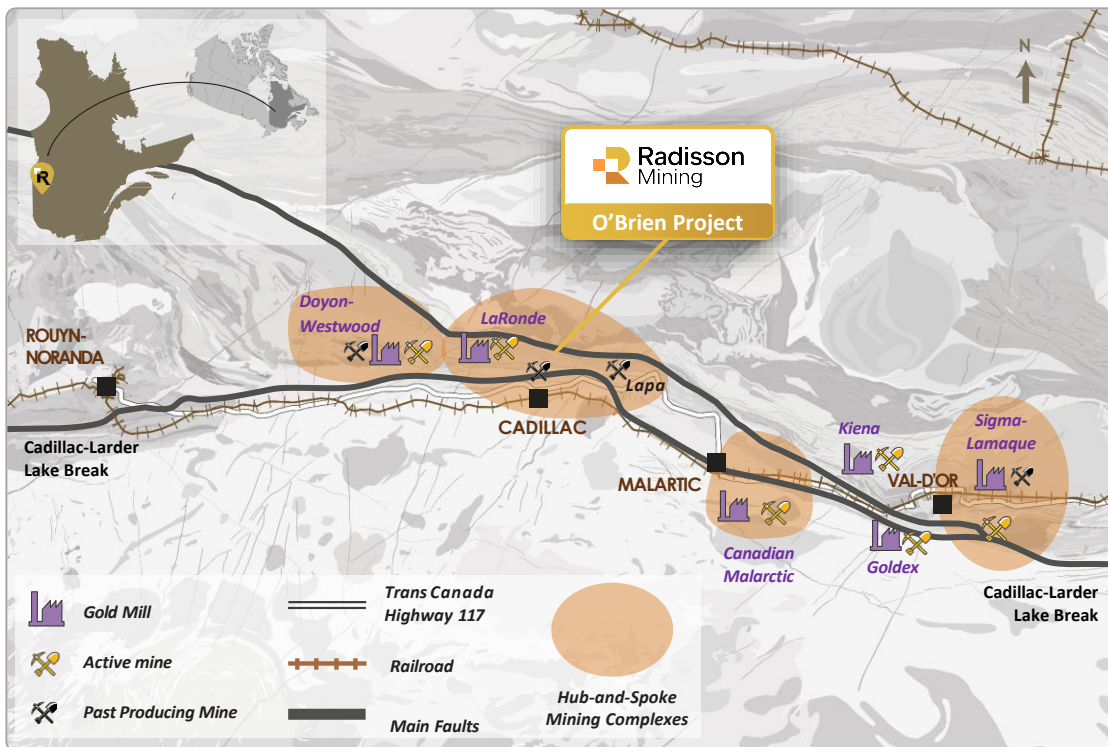 N
R
Radisson
Mining
O'Brien Project
Doyon-
Westwood
LaRonde
ROUYN-
NORANDA
Lapa
CADILLAC
Cadillac-Larder
Lake Break
Kiena
Sigma-
Lamaque
MALARTIC
VAL-D'OR
Canadian
Malarctic
Goldex
Cadillac-Larder
Lake Break
Gold Mill
Active mine
Past Producing Mine
Trans Canada
Highway 117
Railroad
Main Faults
Hub-and-Spoke
Mining Complexes